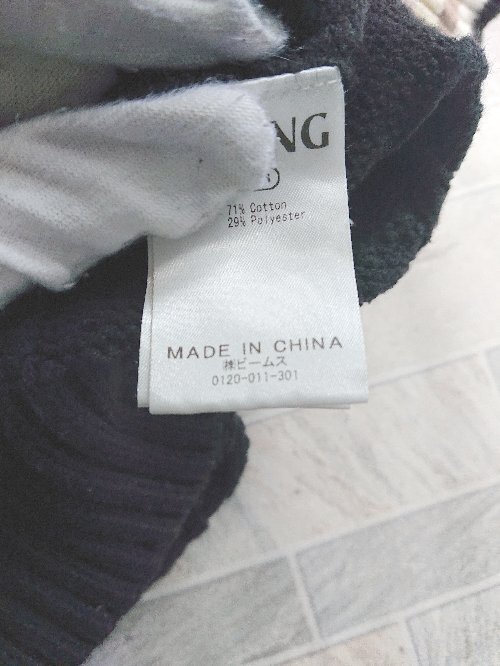 NG
71% Cotton
29% Polyester
MADE IN CHINA
㈱ビームス
0120-011-301